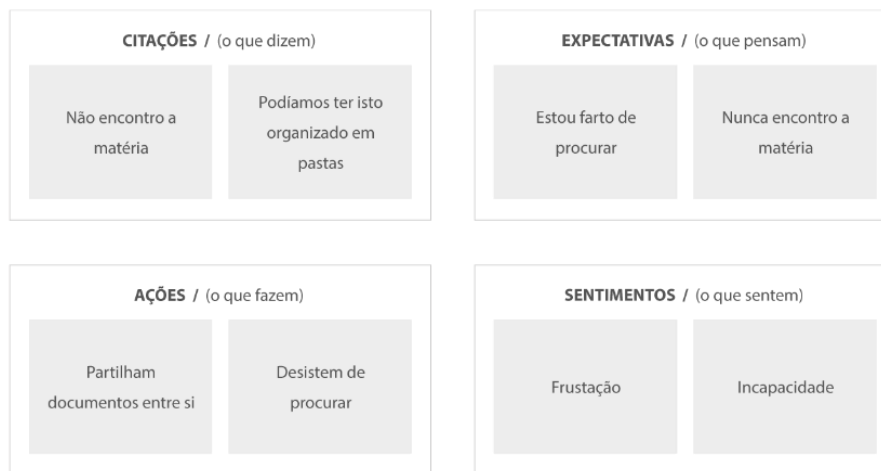 CITAÇÕES / (o que dizem)
Não encontro a
matéria
Podíamos ter isto
organizado em
pastas
EXPECTATIVAS / (o que pensam)
Estou farto de
procurar
Nunca encontro a
matéria
AÇÕES / (o que fazem)
Partilham
documentos entre si
Desistem de
procurar
SENTIMENTOS / (o que sentem)
Frustação
Incapacidade